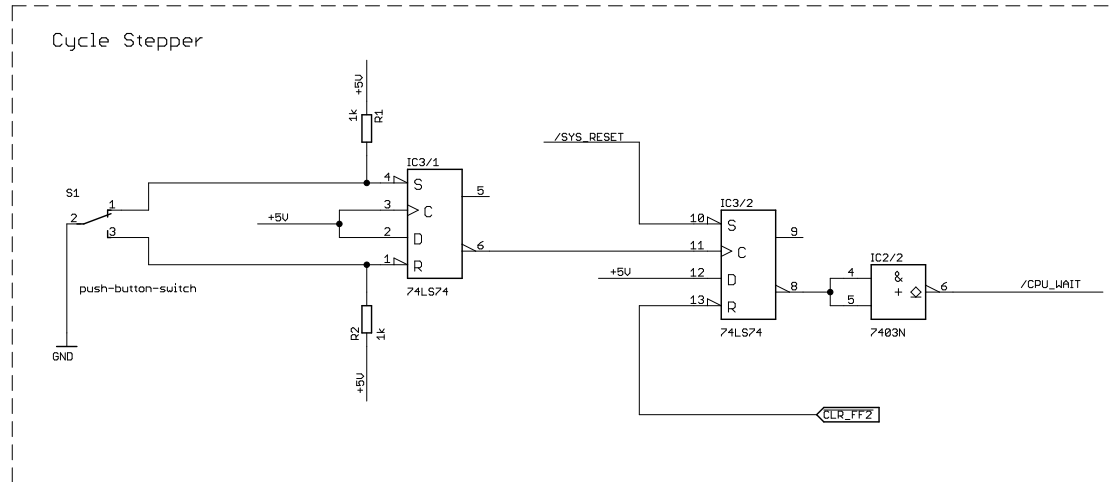 Cycle Stepper
+5V
1k
R1
/SYS_RESET
IC3/1
4
S
5
S1
1
3
C
IC3/2
2
+5V
10
S
9
2
D
3
6
11
C
IC2/2
1
R
+5V
12
D
4
&
6
/CPU_WAIT
push-button-switch
74LS74
8
5
+
13
R
R2
1k
74LS74
7403N
GND
+5V
CLR_FF2